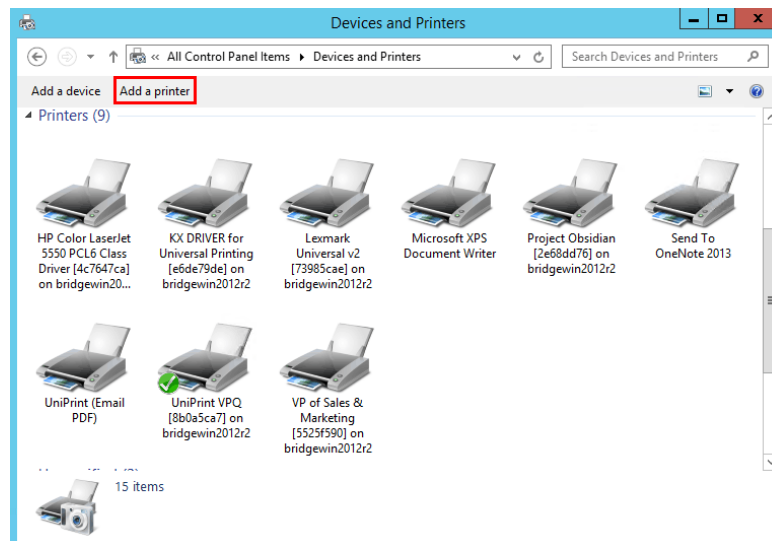 Devices and Printers
« All Control Panel Items ▸ Devices and Printers
Search Devices and Printers
Add a device
Add a printer
Printers (9)
HP Color LaserJet
5550 PCL6 Class
Driver [4c7647ca]
on bridgewin20...
KX DRIVER for
Universal Printing
[e6de79de] on
bridgewin2012r2
Lexmark
Universal v2
[73985cae] on
bridgewin2012r2
Microsoft XPS
Document Writer
Project Obsidian
[2e68dd76] on
bridgewin2012r2
Send To
OneNote 2013
UniPrint (Email
PDF)
UniPrint VPQ
[8b0a5ca7] on
bridgewin2012r2
VP of Sales &
Marketing
[5525f590] on
bridgewin2012r2
15 items